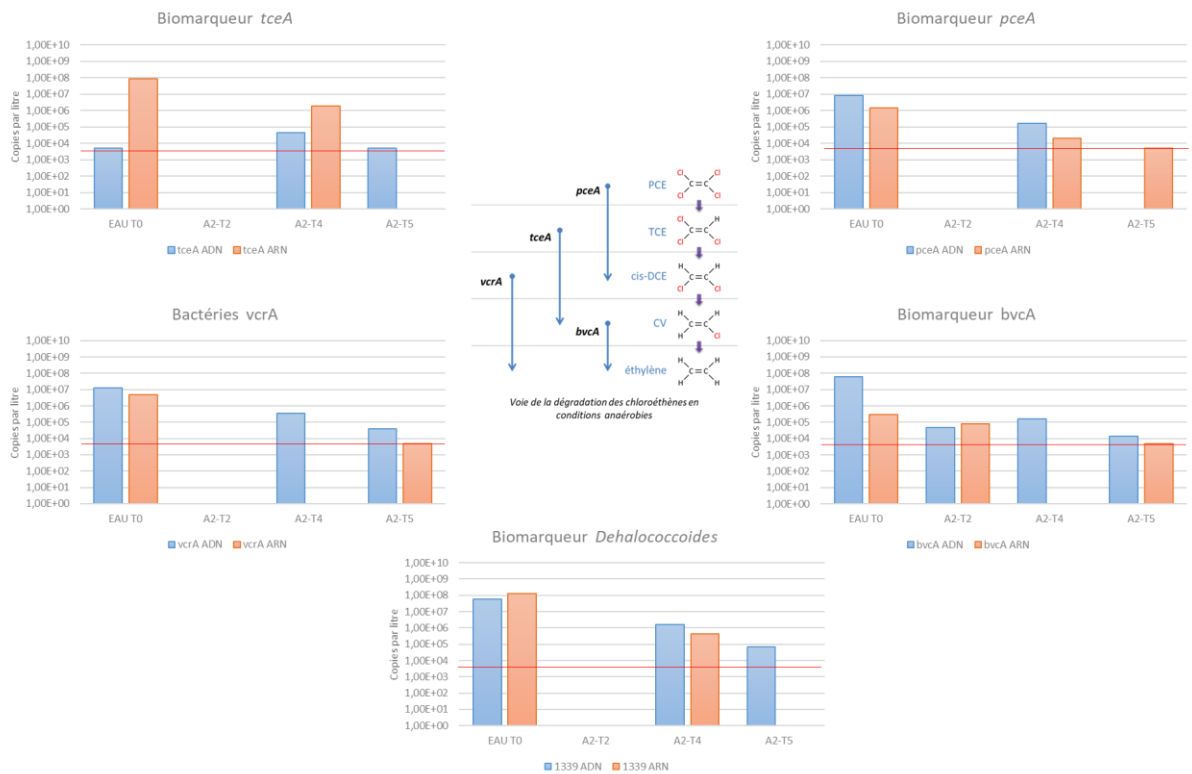 Biomarqueur tceA
Copies par litre
1,00E+10
1,00E+09
1,00E+08
1,00E+07
1,00E+06
1,00E+05
1,00E+04
1,00E+03
1,00E+02
1,00E+01
1,00E+00
EAU T0 A2-T2 A2-T4 A2-T5
tceA ADN tceA ARN
Biomarqueur pceA
Copies par litre
1,00E+10
1,00E+09
1,00E+08
1,00E+07
1,00E+06
1,00E+05
1,00E+04
1,00E+03
1,00E+02
1,00E+01
1,00E+00
EAU T0 A2-T2 A2-T4 A2-T5
pceA ADN pceA ARN
pceA PCE
Cl Cl
C=C
Cl Cl
tceA TCE
Cl H
C=C
Cl Cl
vcrA cis-DCE
H H
C=C
Cl Cl
bvcA CV
H H
C=C
H Cl
éthylène
H H
C=C
H H
Voie de la dégradation des chloroéthènes en
conditions anaérobies
Bactéries vcrA
Copies par litre
1,00E+10
1,00E+09
1,00E+08
1,00E+07
1,00E+06
1,00E+05
1,00E+04
1,00E+03
1,00E+02
1,00E+01
1,00E+00
EAU T0 A2-T2 A2-T4 A2-T5
vcrA ADN vcrA ARN
Biomarqueur bvcA
Copies par litre
1,00E+10
1,00E+09
1,00E+08
1,00E+07
1,00E+06
1,00E+05
1,00E+04
1,00E+03
1,00E+02
1,00E+01
1,00E+00
EAU T0 A2-T2 A2-T4 A2-T5
bvcA ADN bvcA ARN
Biomarqueur Dehalococcoides
Copies par litre
1,00E+10
1,00E+09
1,00E+08
1,00E+07
1,00E+06
1,00E+05
1,00E+04
1,00E+03
1,00E+02
1,00E+01
1,00E+00
EAU T0 A2-T2 A2-T4 A2-T5
1339 ADN 1339 ARN